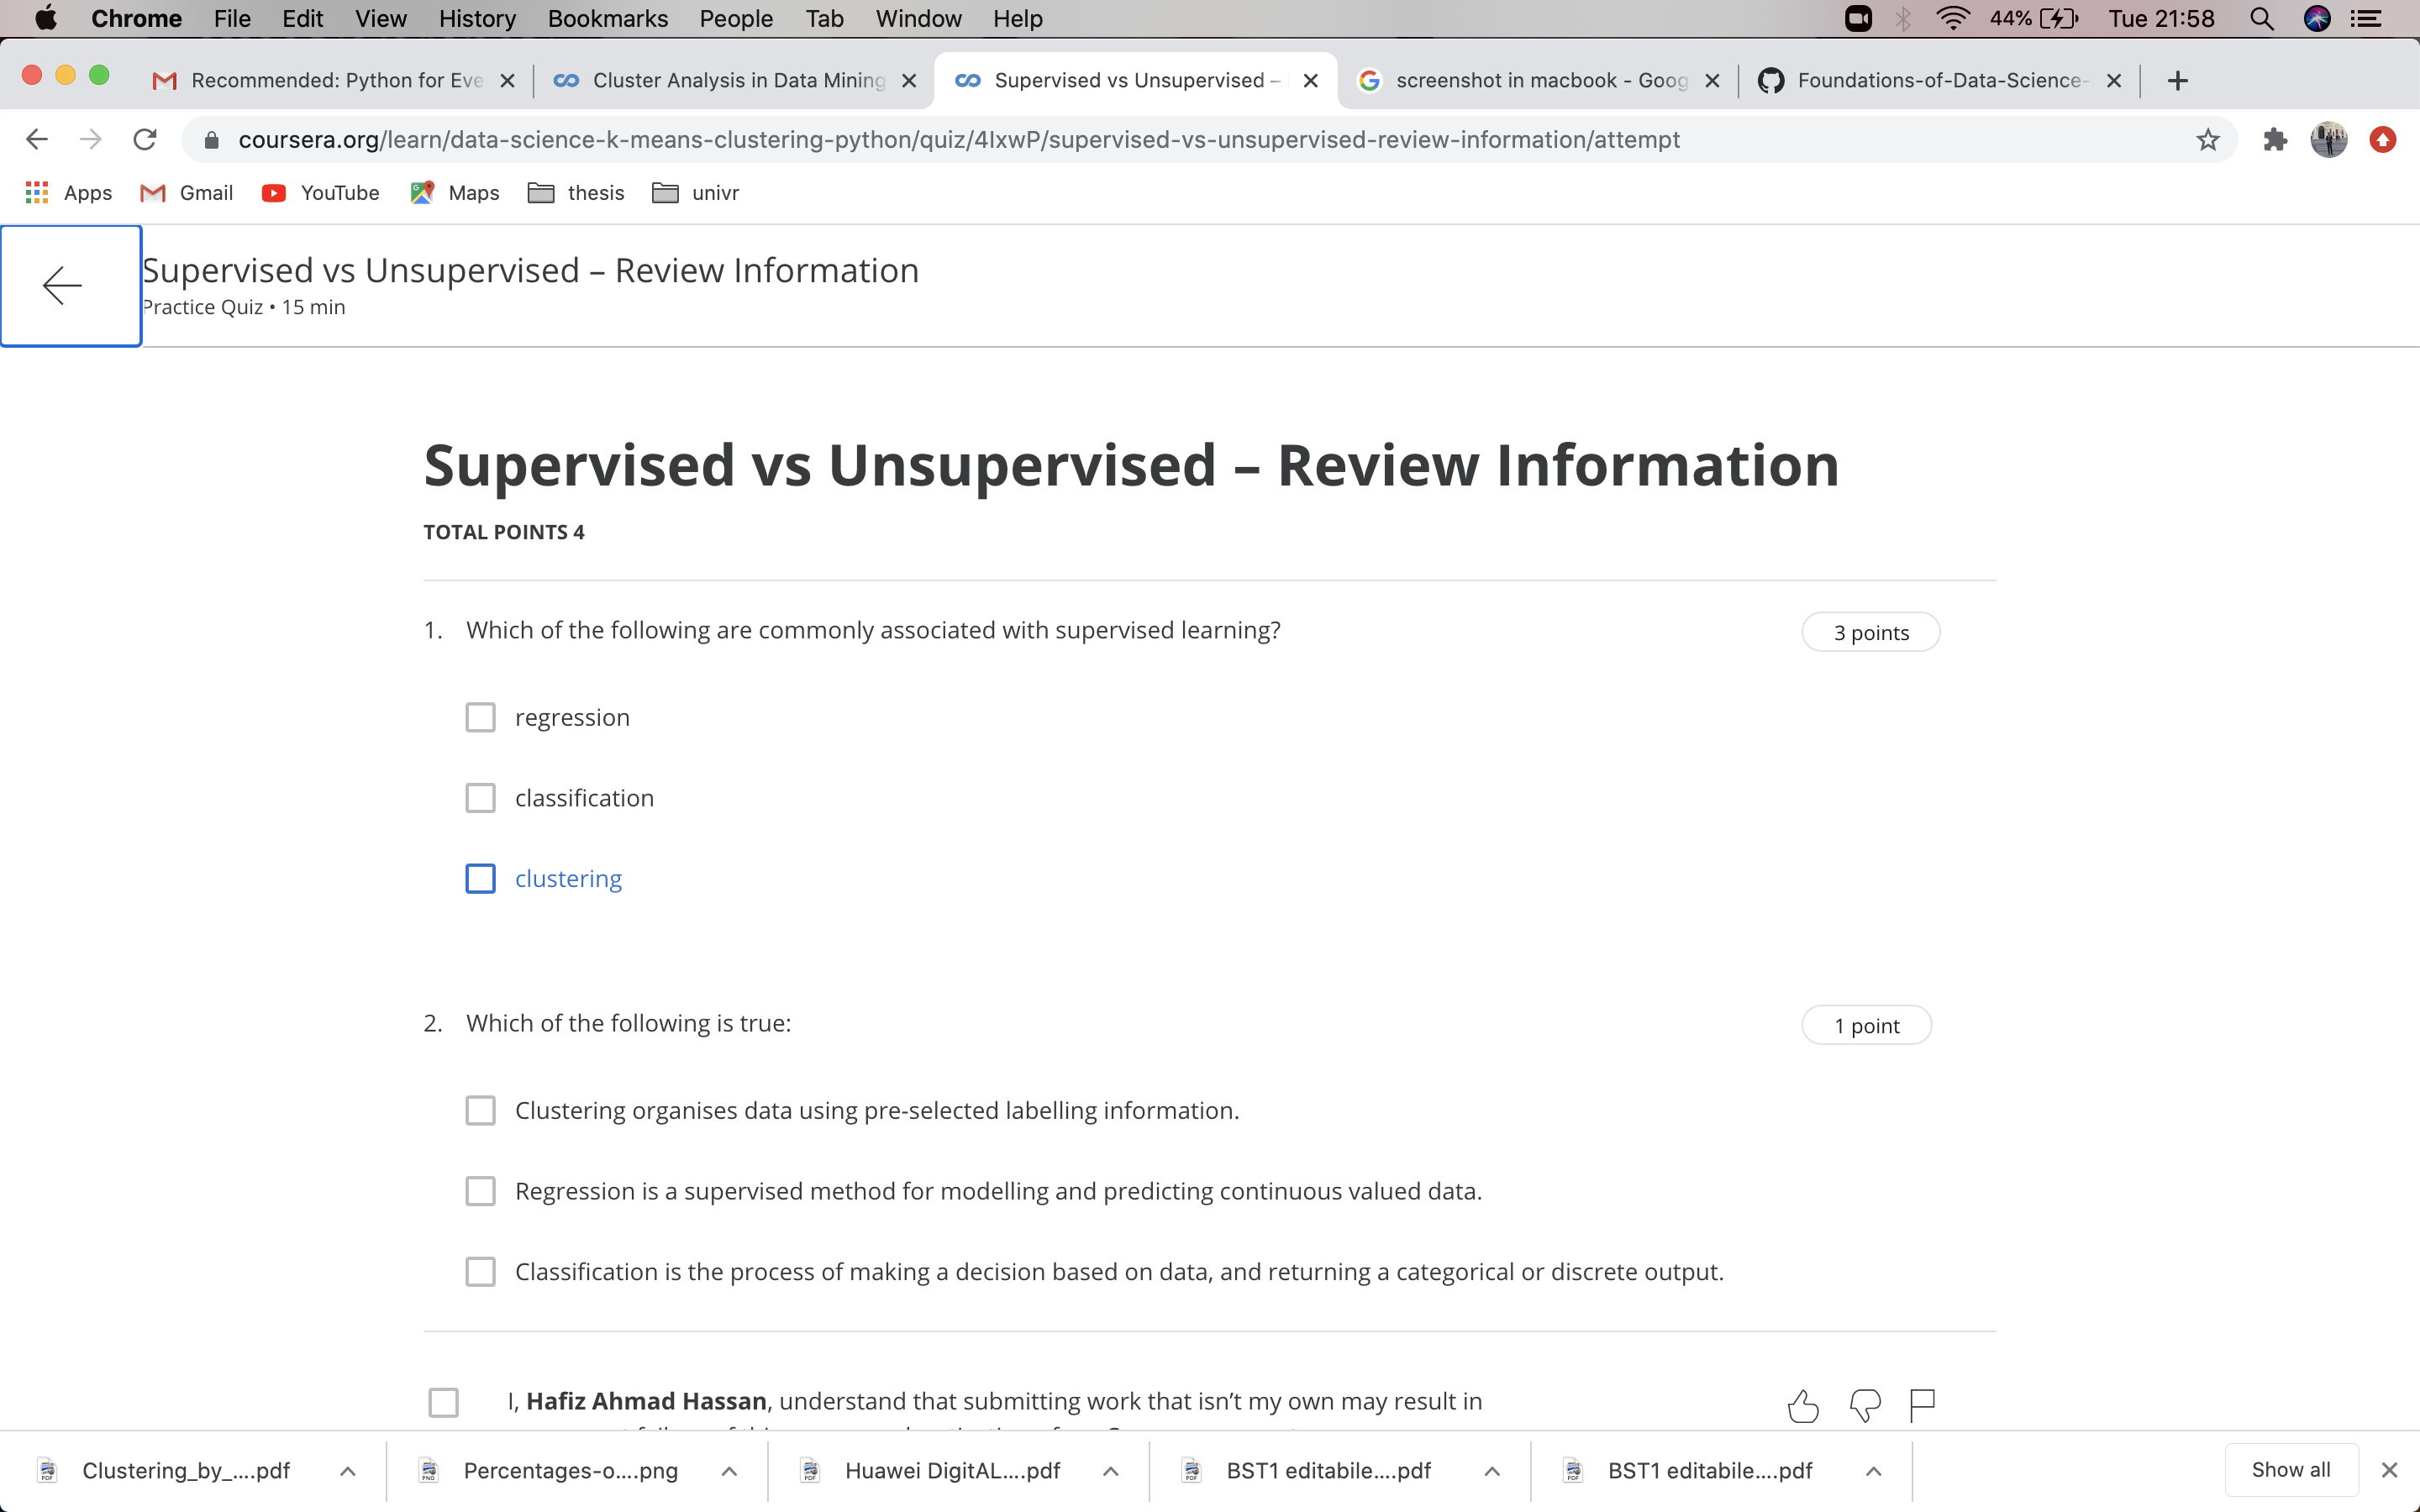 Chrome File Edit View History Bookmarks People Tab Window Help 44% Tue 21:58
Recommended: Python for Eve Cluster Analysis in Data Mining Supervised vs Unsupervised – screenshot in macbook - Goog Foundations-of-Data-Science-
coursera.org/learn/data-science-k-means-clustering-python/quiz/4IxwP/supervised-vs-unsupervised-review-information/attempt
Apps Gmail YouTube Maps thesis univr
Supervised vs Unsupervised – Review Information
Practice Quiz • 15 min
Supervised vs Unsupervised – Review Information
TOTAL POINTS 4
1. Which of the following are commonly associated with supervised learning? 3 points
regression
classification
clustering
2. Which of the following is true: 1 point
Clustering organises data using pre-selected labelling information.
Regression is a supervised method for modelling and predicting continuous valued data.
Classification is the process of making a decision based on data, and returning a categorical or discrete output.
I, Hafiz Ahmad Hassan, understand that submitting work that isn’t my own may result in
Clustering_by_....pdf Percentages-o....png Huawei DigitAL....pdf BST1 editabile....pdf BST1 editabile....pdf Show all